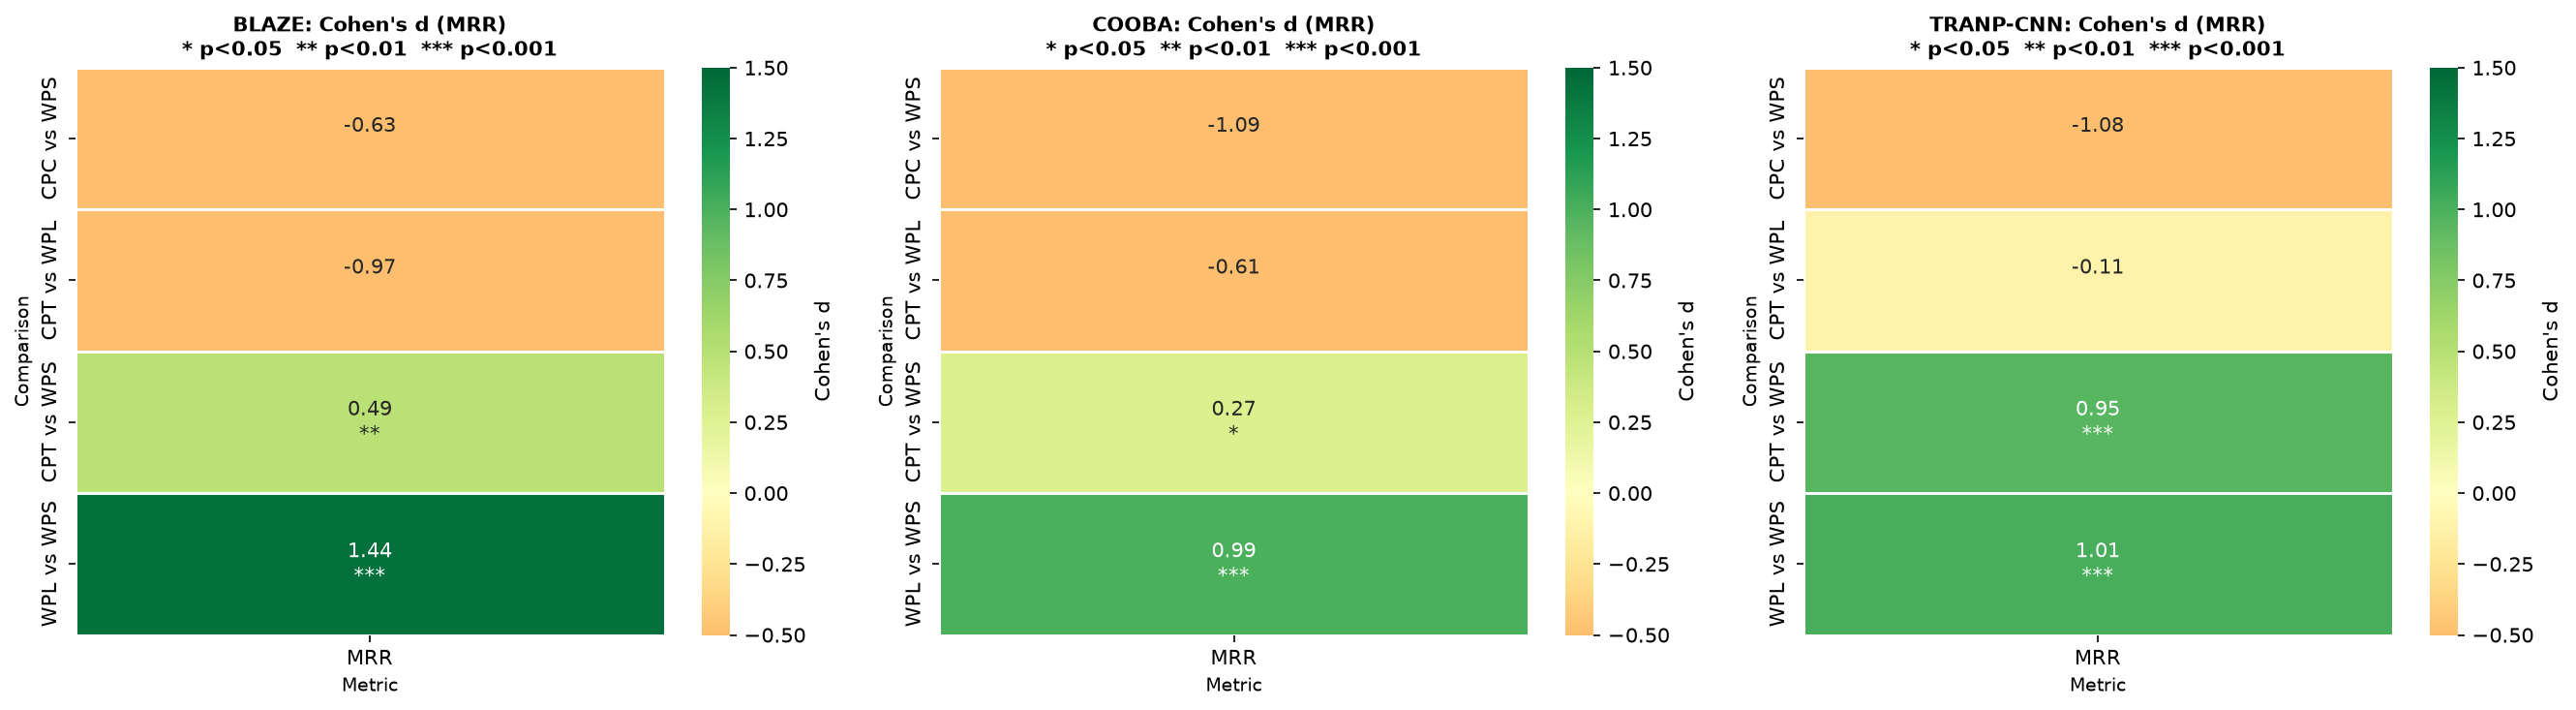 BLAZE: Cohen's d (MRR)
* p<0.05  ** p<0.01  *** p<0.001
Comparison
CPC vs WPS
CPT vs WPL
CPT vs WPS
WPL vs WPS
-0.63
-0.97
0.49
**
1.44
***
MRR
Metric
1.50
1.25
1.00
0.75
0.50
0.25
0.00
−0.25
−0.50
Cohen's d
COOBA: Cohen's d (MRR)
* p<0.05  ** p<0.01  *** p<0.001
Comparison
CPC vs WPS
CPT vs WPL
CPT vs WPS
WPL vs WPS
-1.09
-0.61
0.27
*
0.99
***
MRR
Metric
1.50
1.25
1.00
0.75
0.50
0.25
0.00
−0.25
−0.50
Cohen's d
TRANP-CNN: Cohen's d (MRR)
* p<0.05  ** p<0.01  *** p<0.001
Comparison
CPC vs WPS
CPT vs WPL
CPT vs WPS
WPL vs WPS
-1.08
-0.11
0.95
***
1.01
***
MRR
Metric
1.50
1.25
1.00
0.75
0.50
0.25
0.00
−0.25
−0.50
Cohen's d